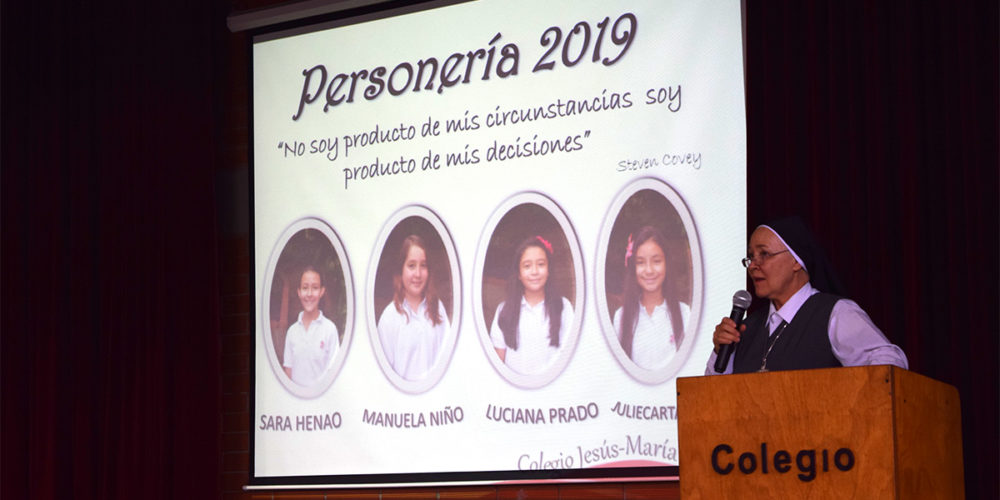 Personería 2019
“No soy producto de mis circunstancias soy
producto de mis decisiones”
Steven Covey
SARA HENAO
MANUELA NIÑO
LUCIANA PRADO
Colegio Jesús-María
Colegio